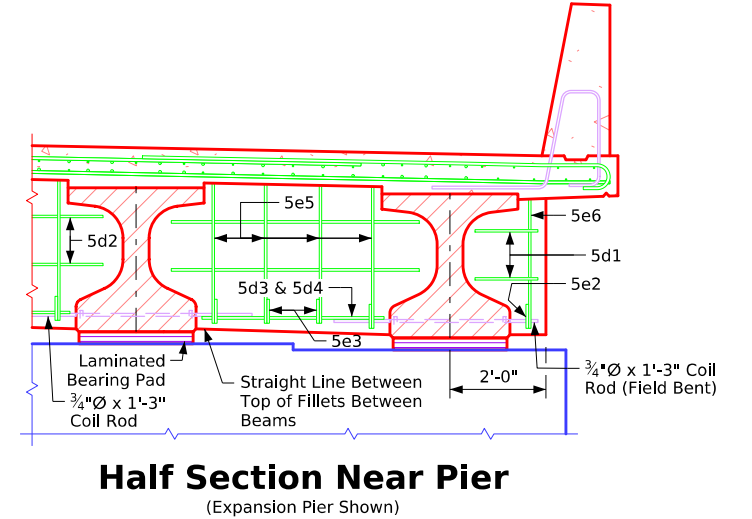 5e5
5e6
5d2
5d1
5d3 & 5d4
5e2
5e3
Laminated
Bearing Pad
Straight Line Between
Top of Fillets Between
Beams
2'-0"
¾"Ø x 1'-3" Coil
Rod (Field Bent)
¾"Ø x 1'-3"
Coil Rod
Half Section Near Pier
(Expansion Pier Shown)